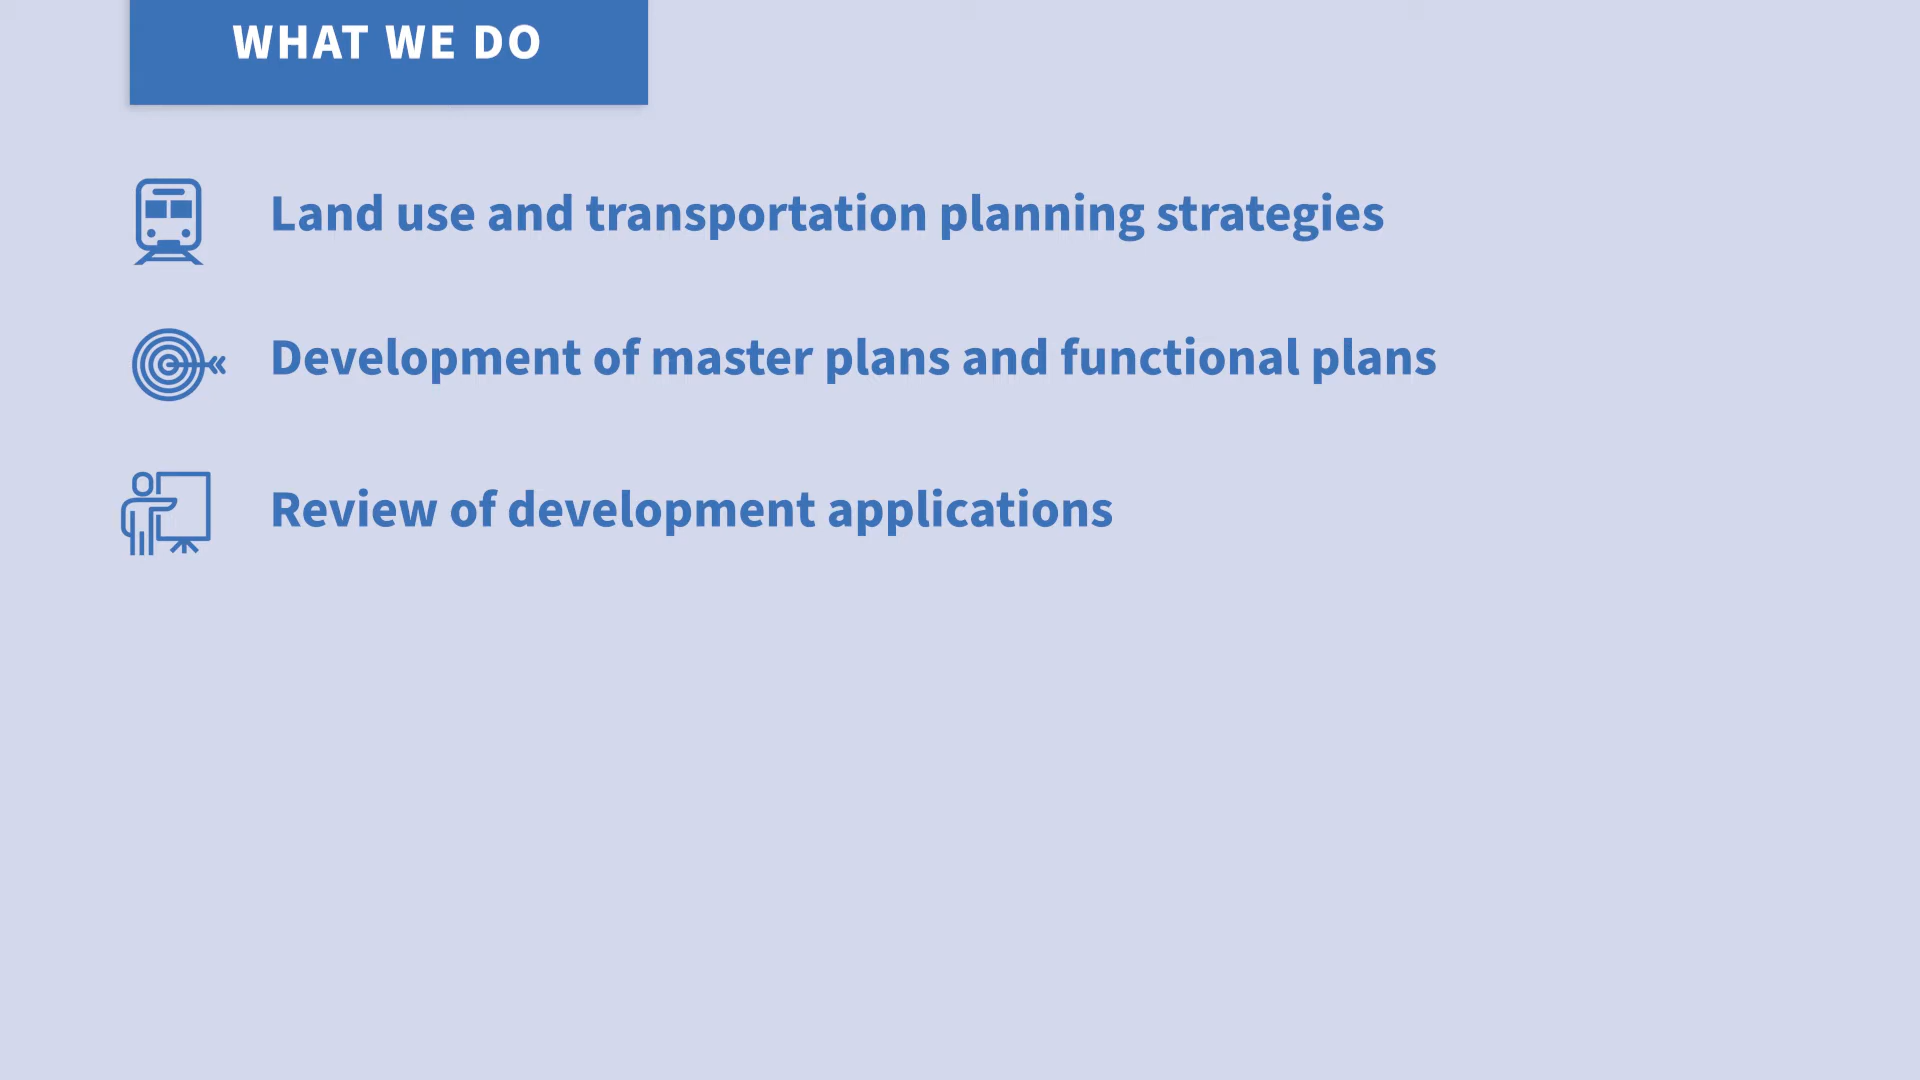 WHAT WE DO
Land use and transportation planning strategies
Development of master plans and functional plans
Review of development applications